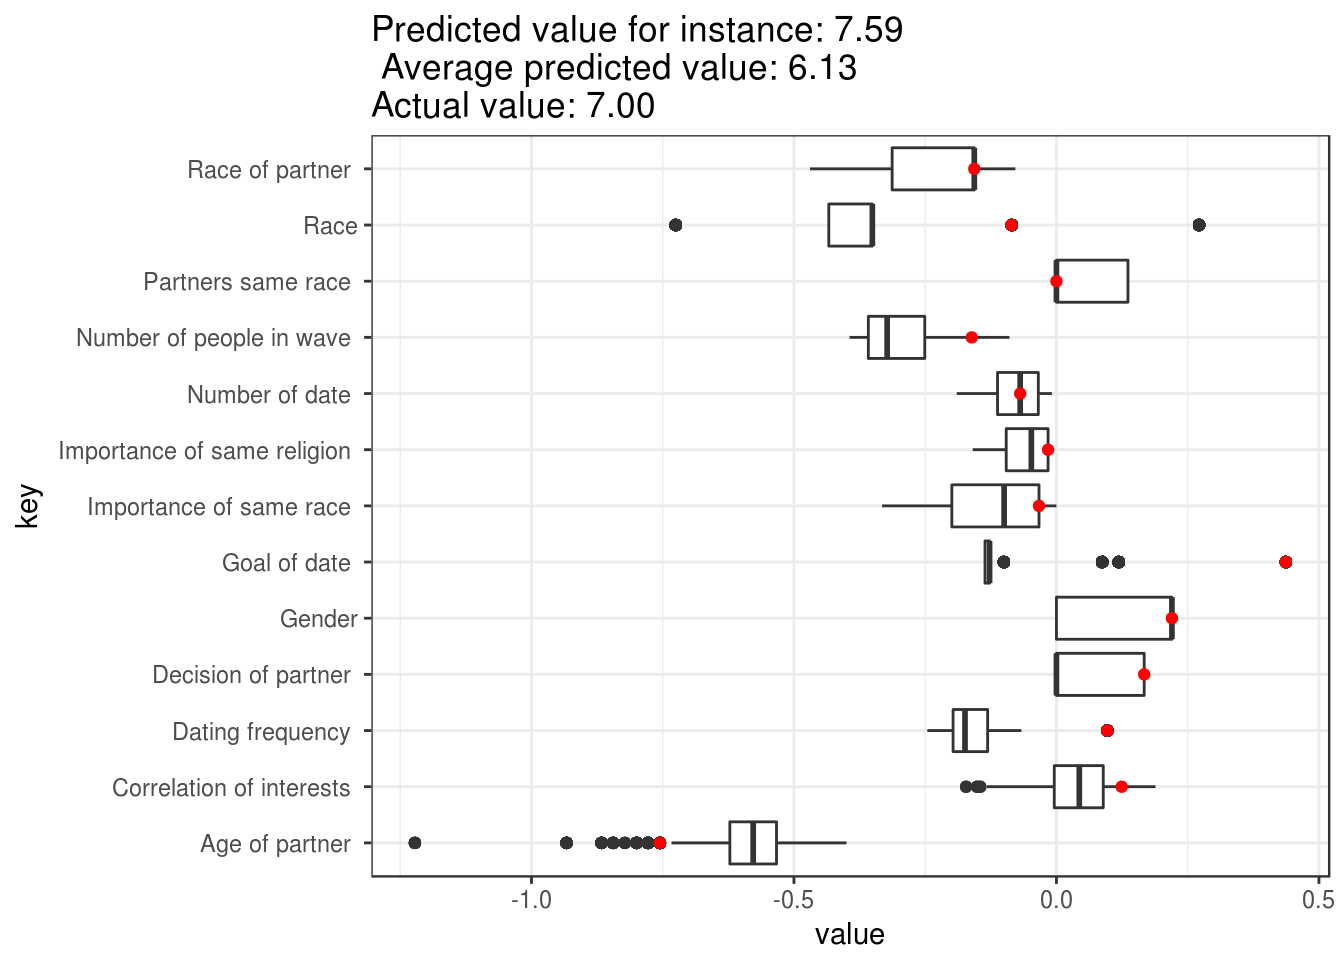 Predicted value for instance: 7.59
Average predicted value: 6.13
Actual value: 7.00
Race of partner
Race
Partners same race
Number of people in wave
Number of date
Importance of same religion
Importance of same race
Goal of date
Gender
Decision of partner
Dating frequency
Correlation of interests
Age of partner
key
-1.0 -0.5 0.0 0.5
value